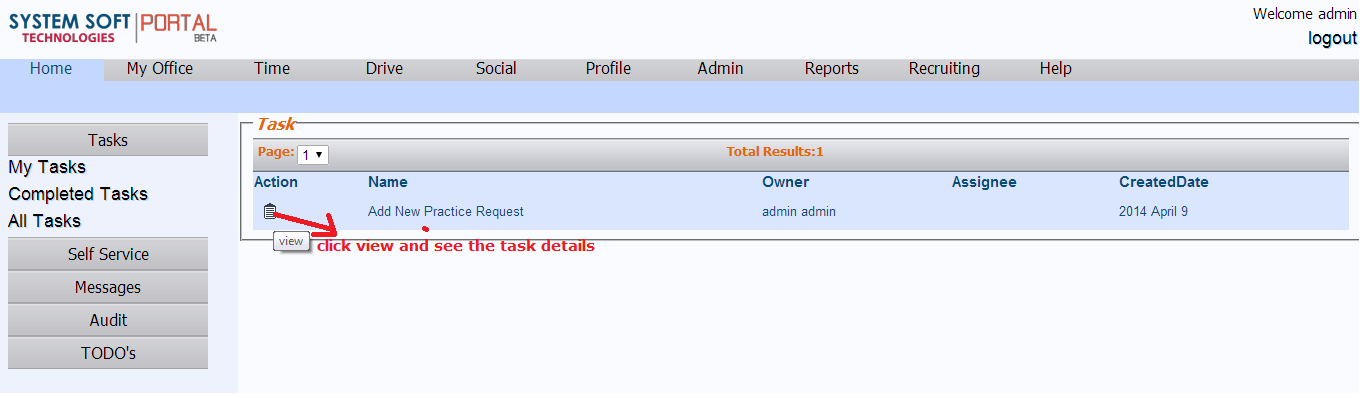 SYSTEM SOFT TECHNOLOGIES PORTAL BETA
Welcome admin
logout
Home My Office Time Drive Social Profile Admin Reports Recruiting Help
Tasks
My Tasks
Completed Tasks
All Tasks
Self Service
Messages
Audit
TODO's
Task
Page: 1 Total Results:1
Action Name Owner Assignee CreatedDate
Add New Practice Request admin admin 2014 April 9
view click view and see the task details